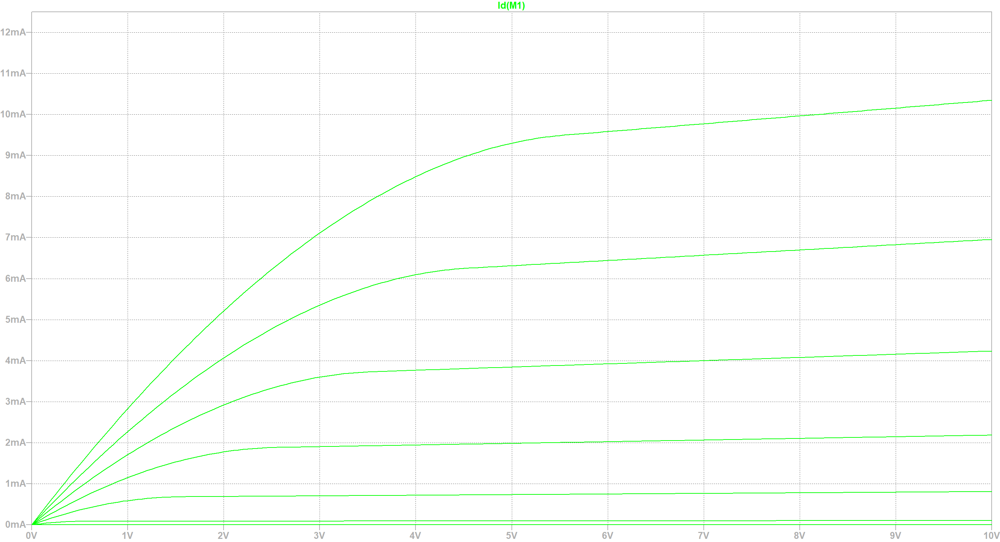 Id(M1)
12mA
11mA
10mA
9mA
8mA
7mA
6mA
5mA
4mA
3mA
2mA
1mA
0mA
0V 1V 2V 3V 4V 5V 6V 7V 8V 9V 10V